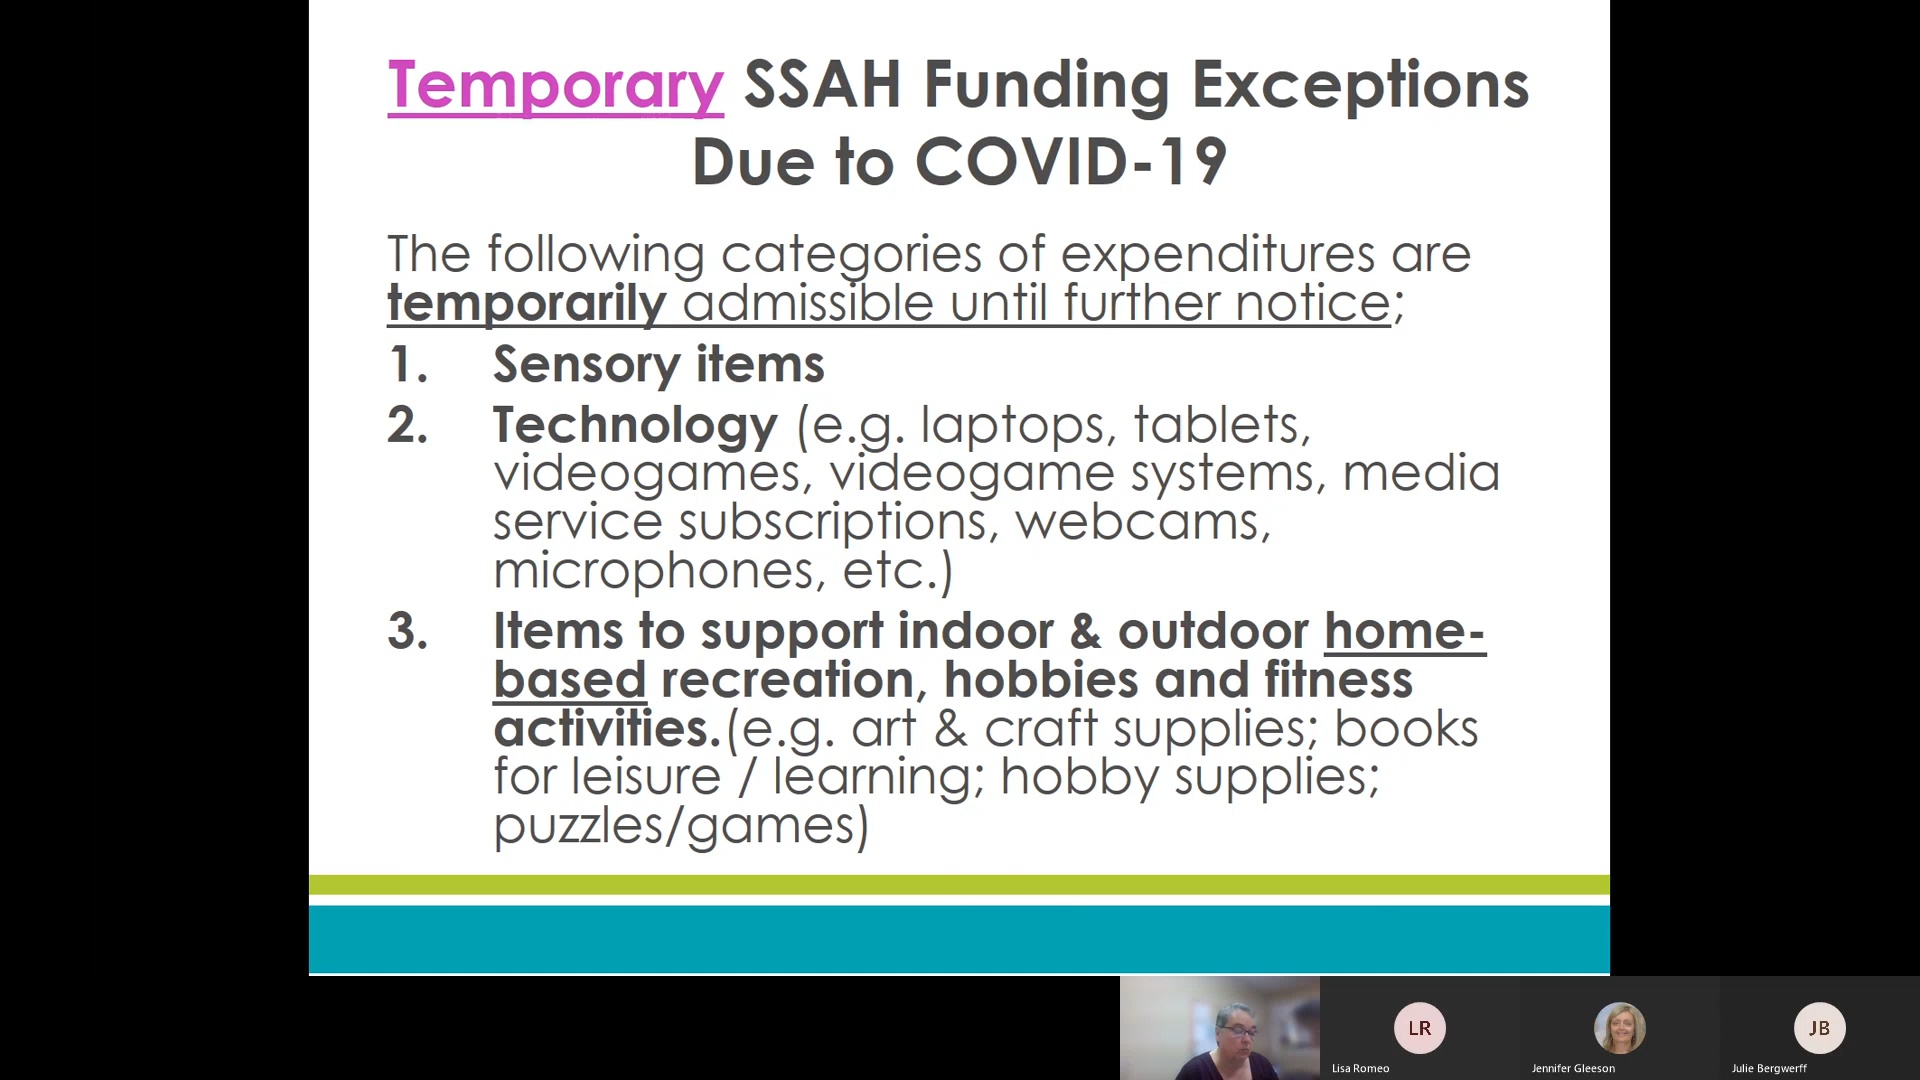 Temporary SSAH Funding Exceptions
Due to COVID-19
The following categories of expenditures are
temporarily admissible until further notice;
1. Sensory items
2. Technology (e.g. laptops, tablets,
videogames, videogame systems, media
service subscriptions, webcams,
microphones, etc.)
3. Items to support indoor & outdoor home-
based recreation, hobbies and fitness
activities.(e.g. art & craft supplies; books
for leisure / learning; hobby supplies;
puzzles/games)
LR
JB
Lisa Romeo
Jennifer Gleeson
Julie Bergwerff